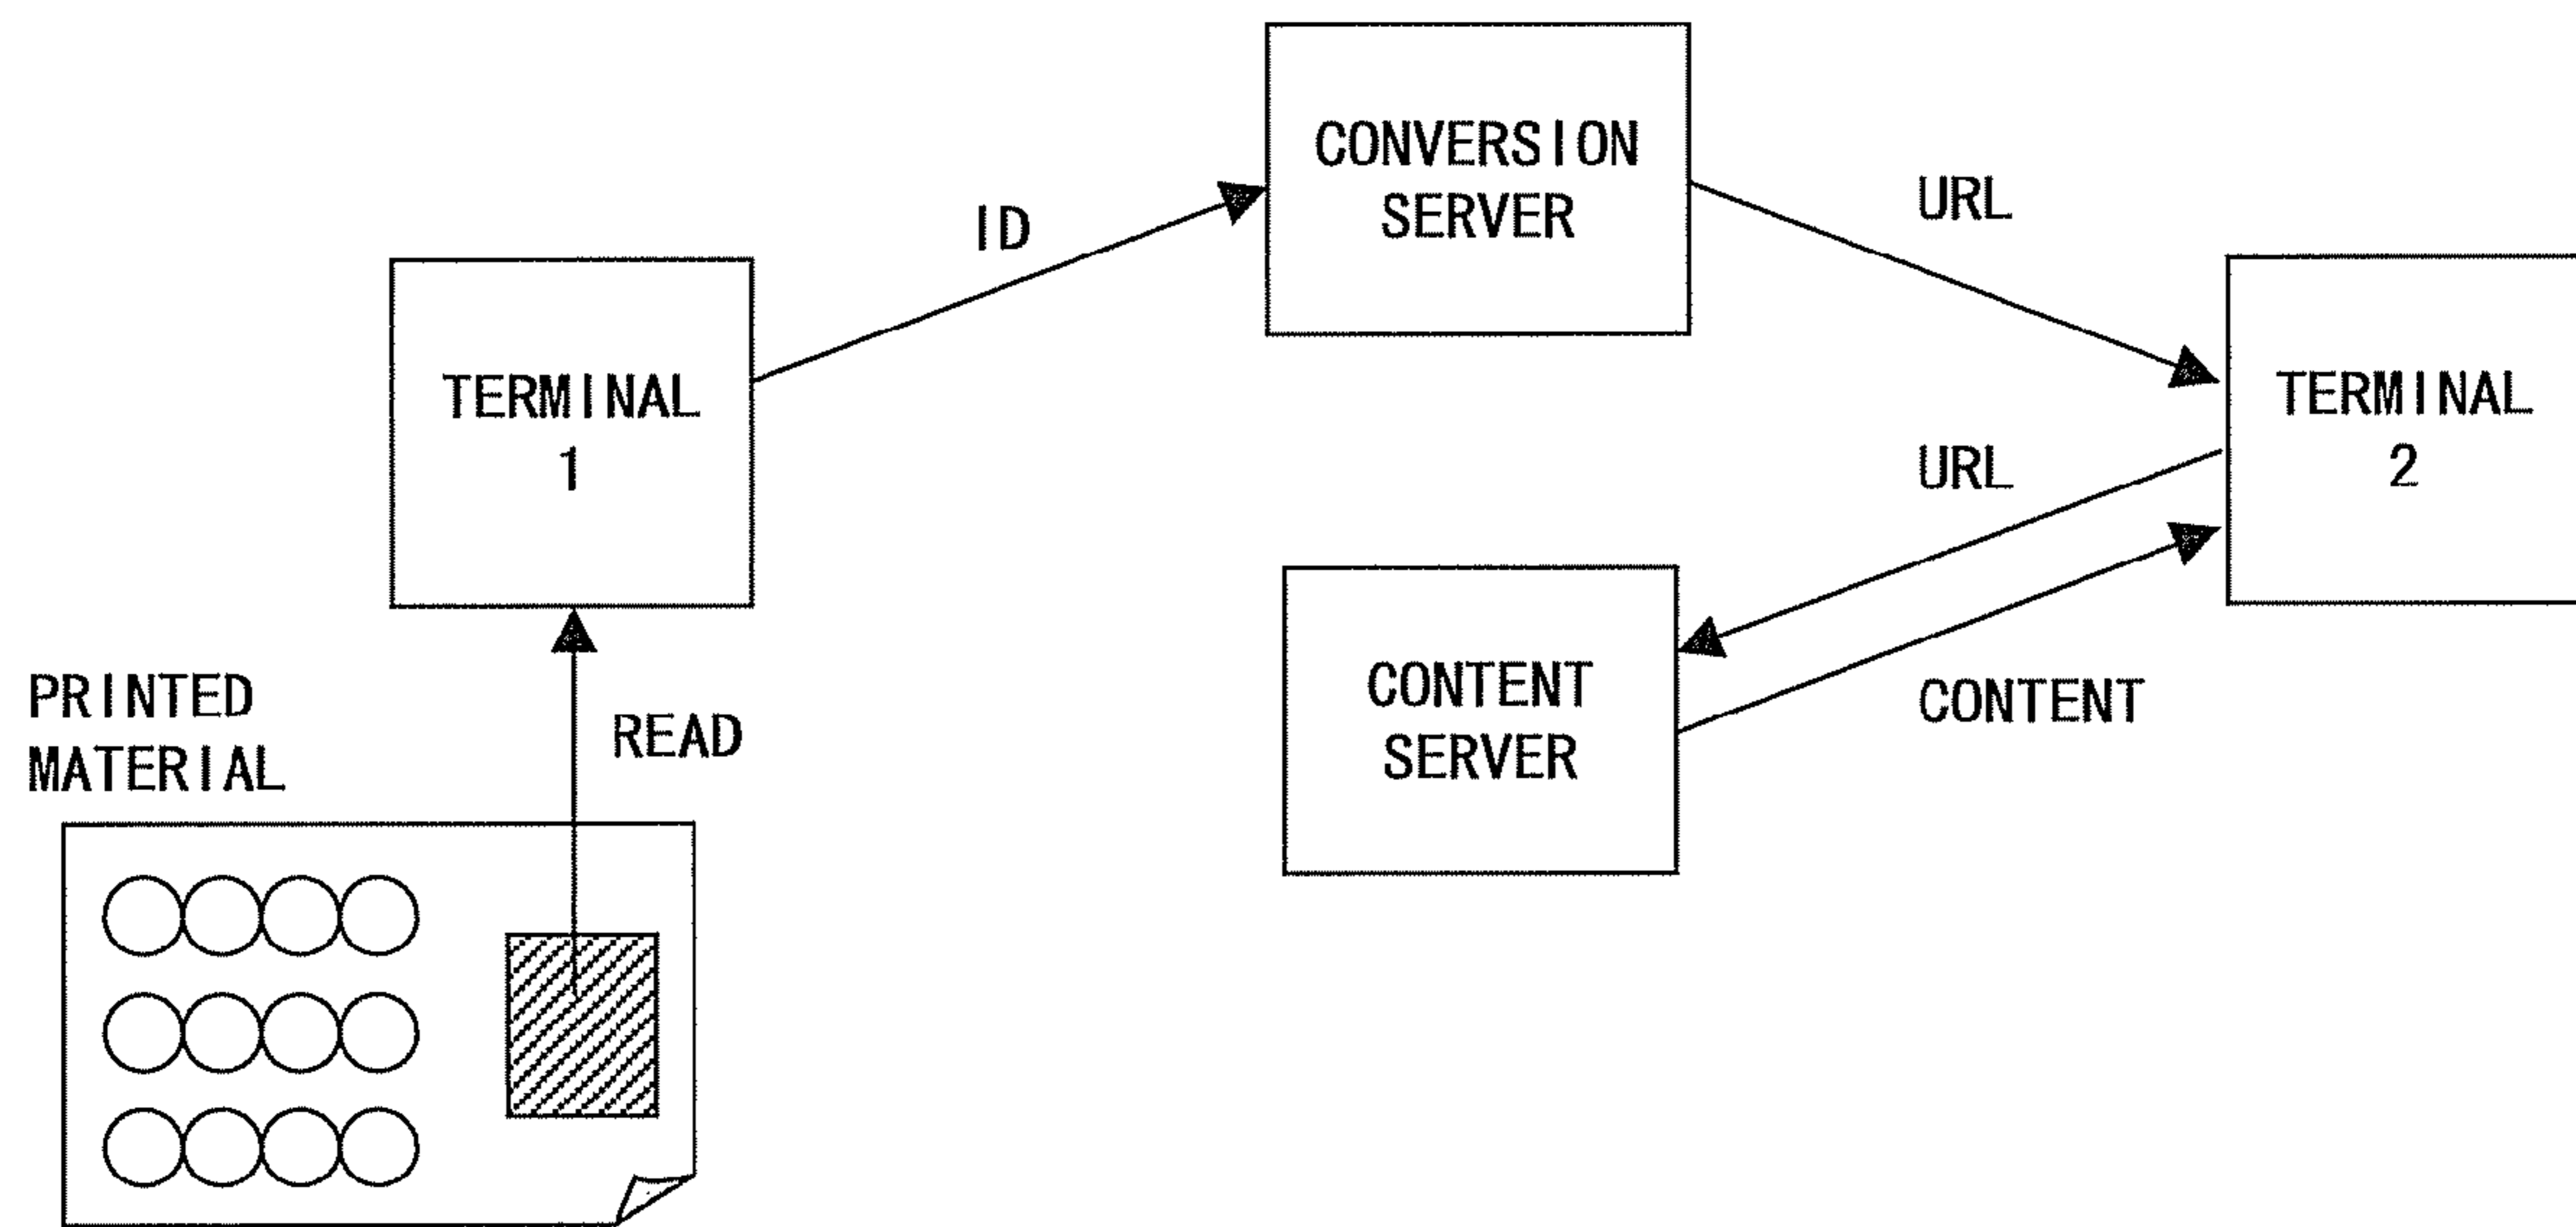 CONVERSION
SERVER
ID
URL
TERMINAL
1
TERMINAL
2
URL
CONTENT
SERVER
CONTENT
PRINTED
MATERIAL
READ